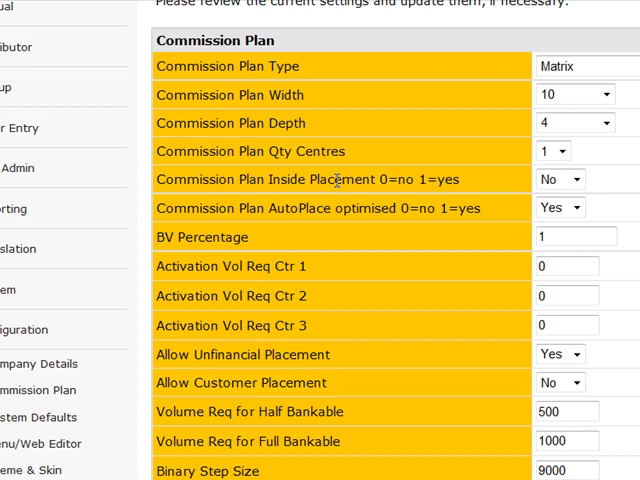 Please review the current settings and update them, if necessary.
Commission Plan
Commission Plan Type Matrix
Commission Plan Width 10
Commission Plan Depth 4
Commission Plan Qty Centres 1
Commission Plan Inside Placement 0=no 1=yes No
Commission Plan AutoPlace optimised 0=no 1=yes Yes
BV Percentage 1
Activation Vol Req Ctr 1 0
Activation Vol Req Ctr 2 0
Activation Vol Req Ctr 3 0
Allow Unfinancial Placement Yes
Allow Customer Placement No
Volume Req for Half Bankable 500
Volume Req for Full Bankable 1000
Binary Step Size 9000
ual
ibutor
up
r Entry
Admin
rting
slation
em
iguration
mpany Details
mmission Plan
stem Defaults
enu/Web Editor
eme & Skin